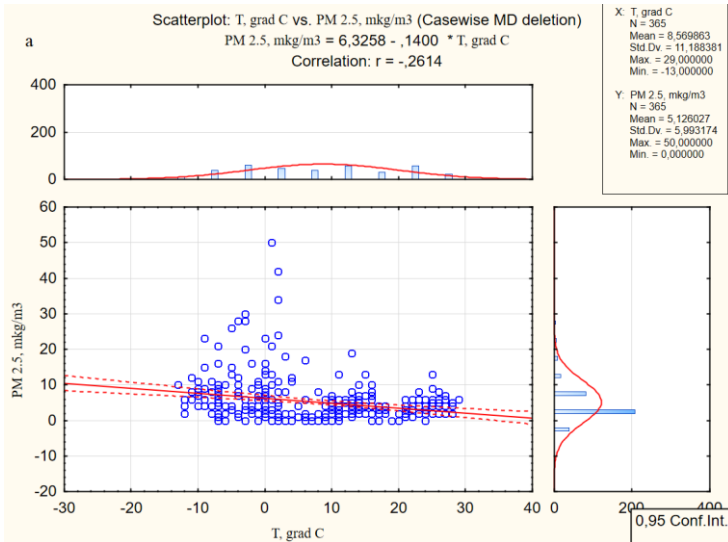 Scatterplot: T, grad C vs. PM 2.5, mkg/m3 (Casewise MD deletion)
a
PM 2.5, mkg/m3 = 6,3258 - ,1400 * T, grad C
Correlation: r = -,2614
X: T, grad C
N = 365
Mean = 8,569863
Std.Dv. = 11,188381
Max. = 29,000000
Min. = -13,000000
Y: PM 2.5, mkg/m3
N = 365
Mean = 5,126027
Std.Dv. = 5,993174
Max. = 50,000000
Min. = 0,000000
400
200
0
60
50
40
30
20
10
0
-10
-20
PM 2.5, mkg/m3
-30 -20 -10 0 10 20 30 40
T, grad C
0 200 400
0,95 Conf.Int.